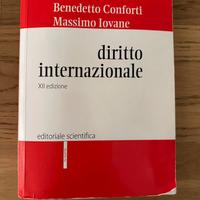 Benedetto Conforti
Massimo Iovane
diritto
internazionale
XII edizione
editoriale scientifica